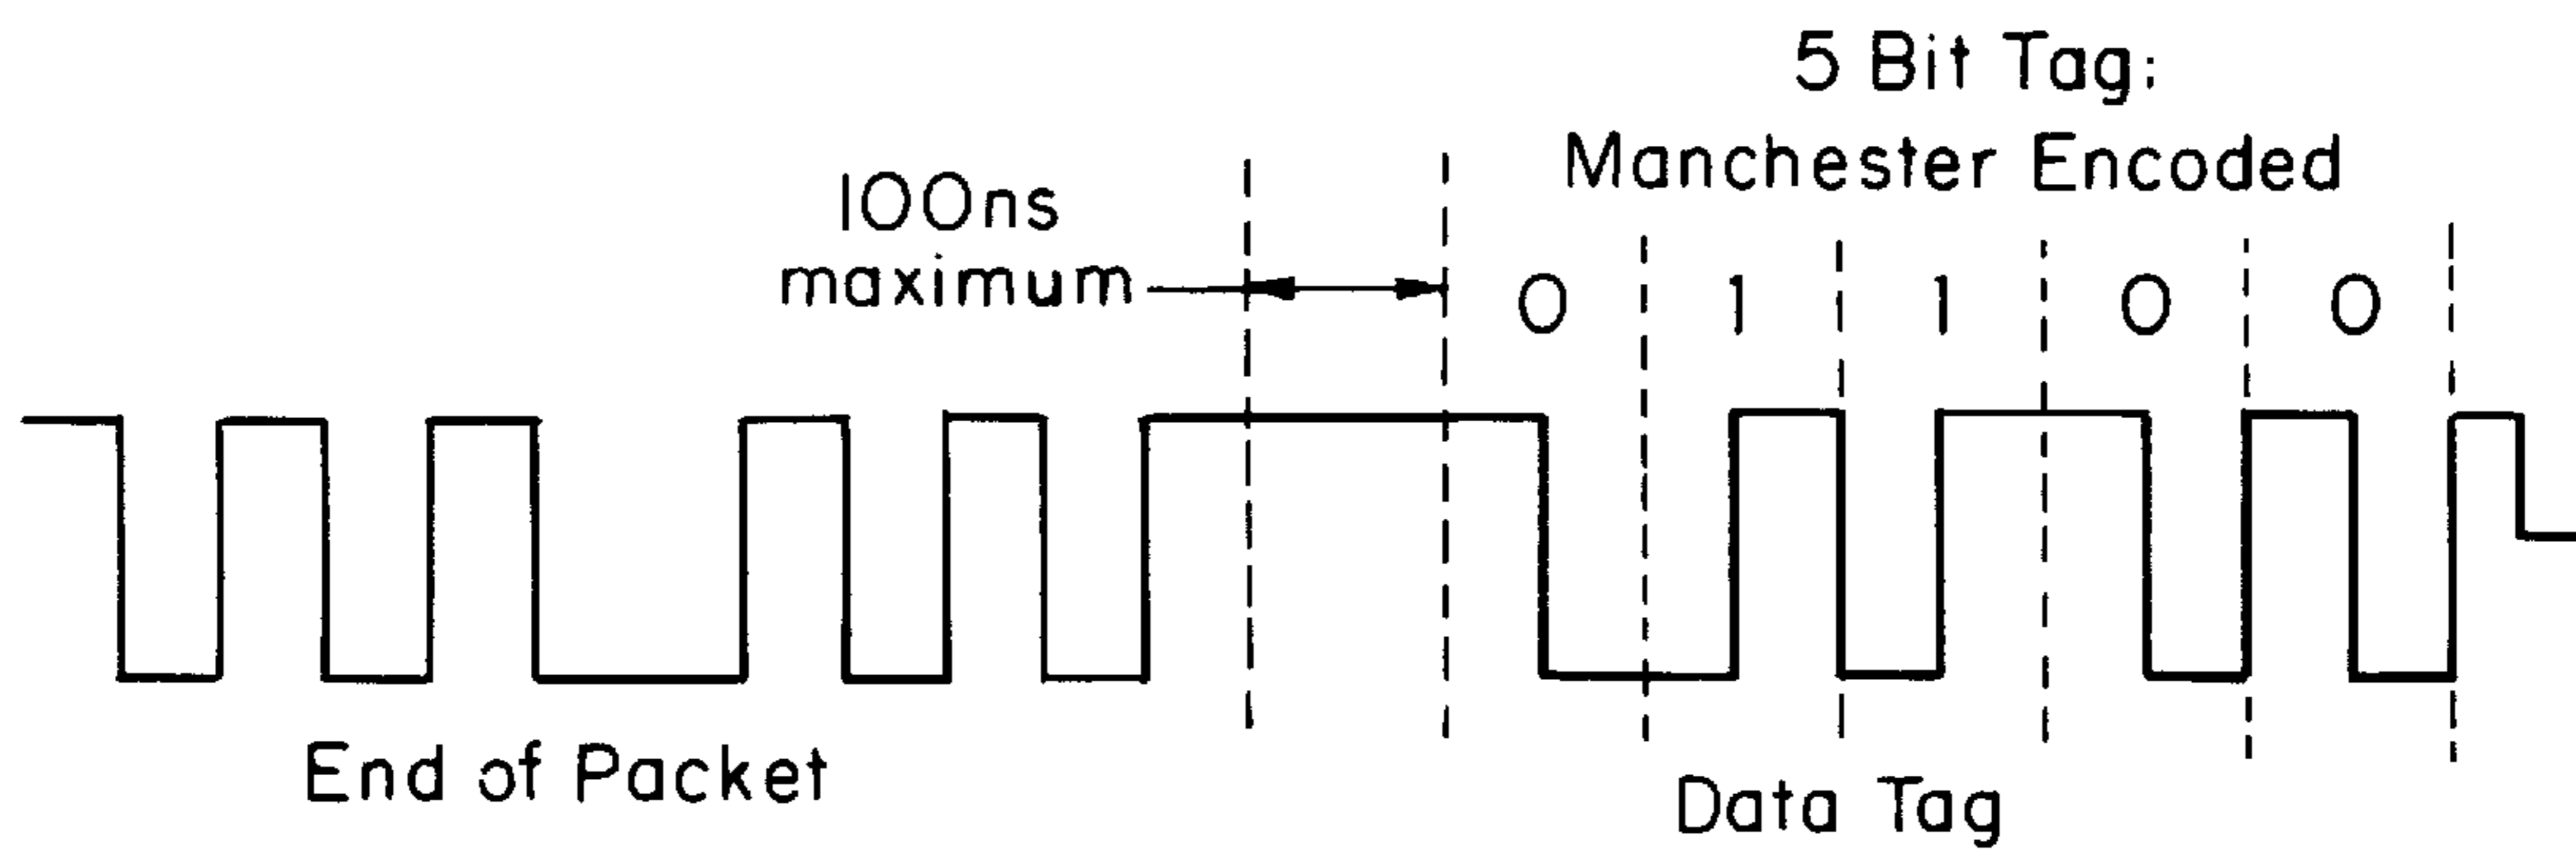 5 Bit Tag:
Manchester Encoded
100ns
maximum
0 1 1 0 0
End of Packet
Data Tag